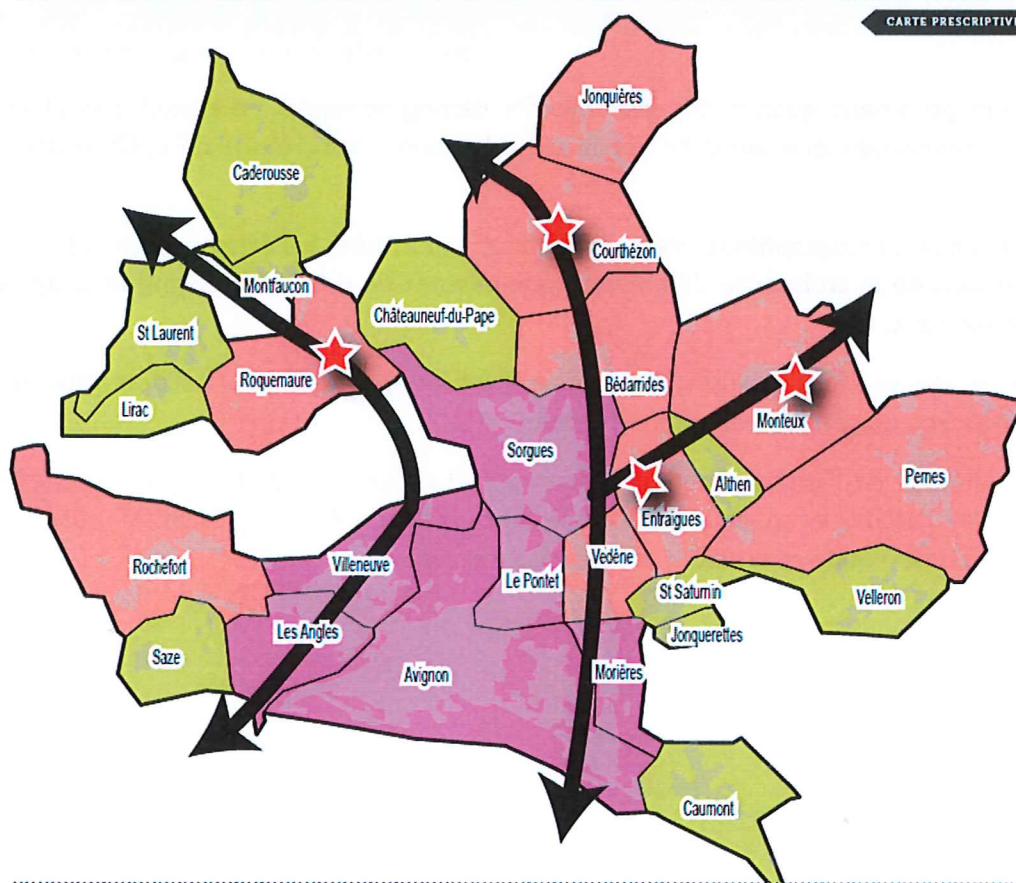 CARTE PRESCRIPTIV
Jonquières
Caderousse
Courthézon
Montfaucon
Châteauneuf-du-Pape
St Laurent
Roquemaure
Bédarrides
Lirac
Monteux
Sorgues
Pernes
Althen
Entraigues
Vedène
Rochefort
Villeneuve
Le Pontet
St Saturnin
Velleron
Les Angles
Jonquerettes
Saze
Avignon
Morières
Caumont